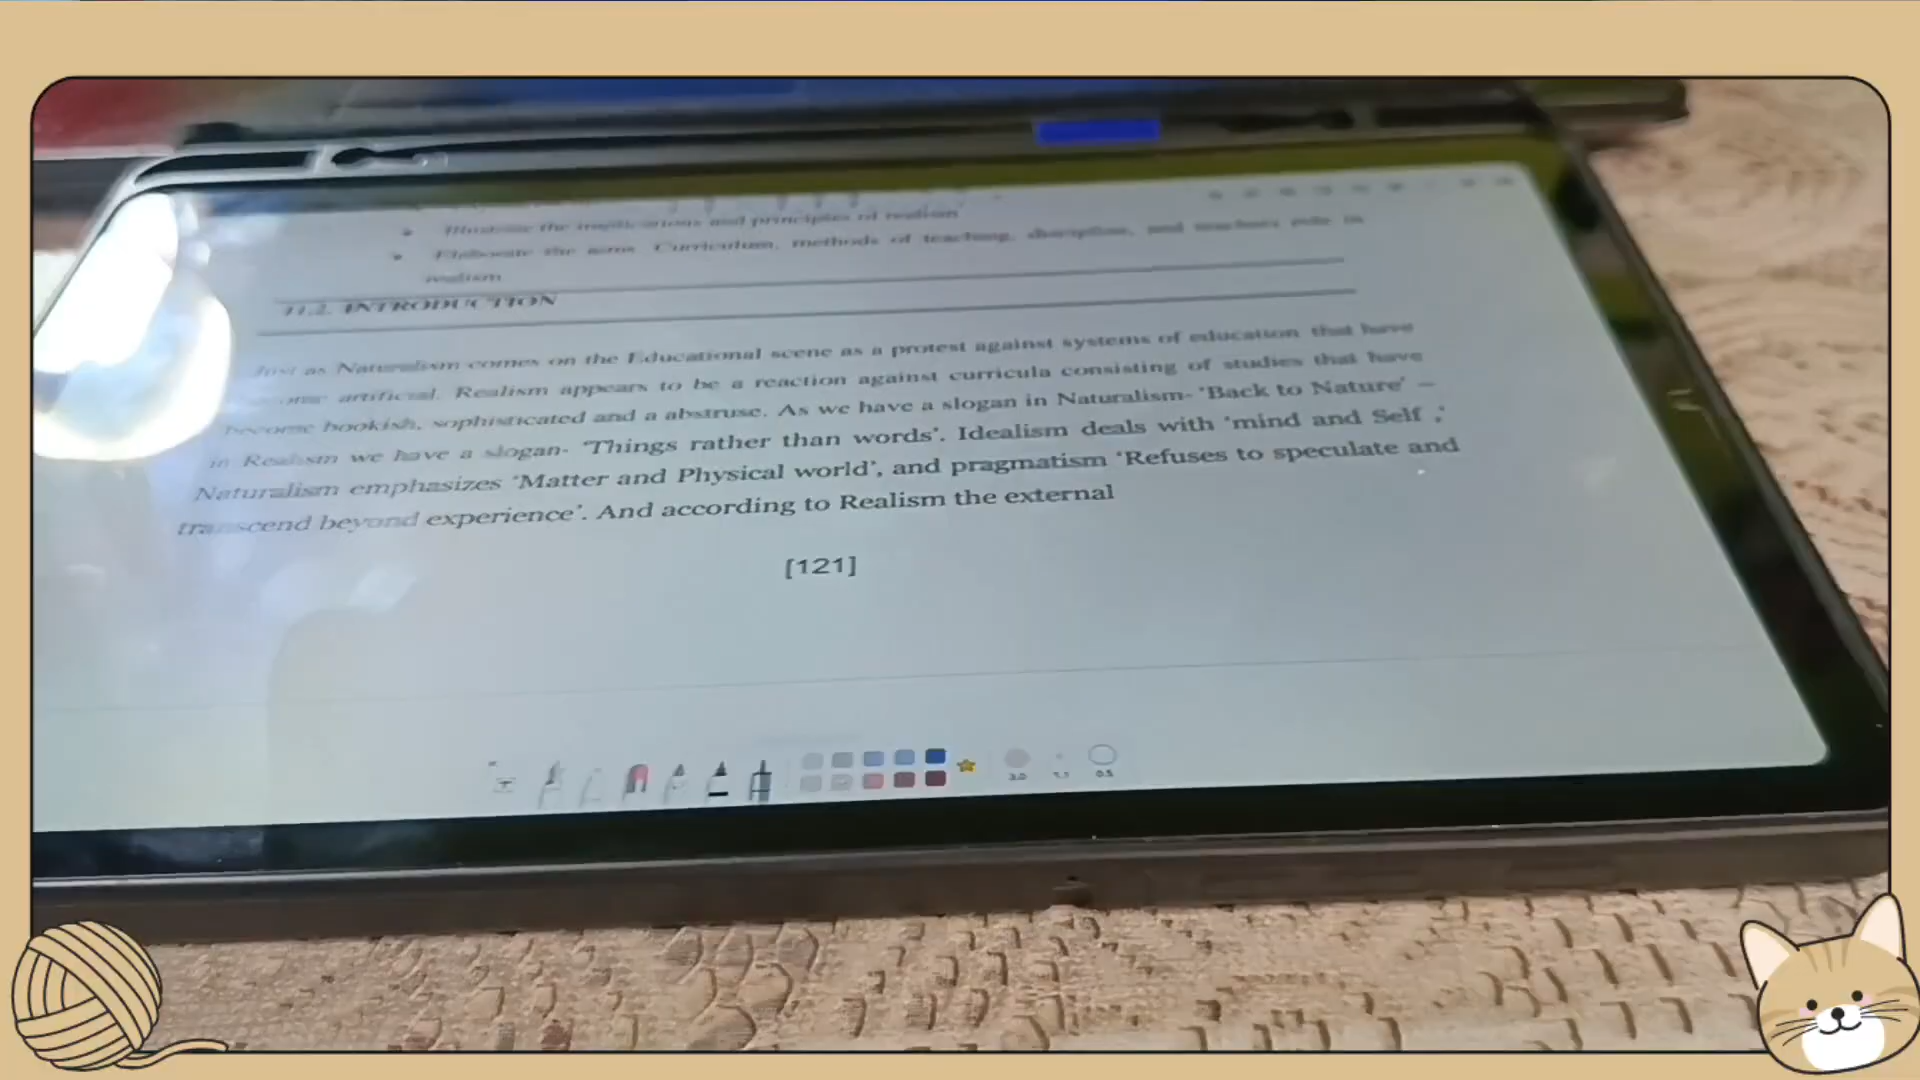 Illustrate the implications and principles of realism
Elaborate the aims, Curriculum, methods of teaching, discipline, and teachers role in
realism
11.2. INTRODUCTION
Just as Naturalism comes on the Educational scene as a protest against systems of education that have
artificial. Realism appears to be a reaction against curricula consisting of studies that have
become bookish, sophisticated and a abstruse. As we have a slogan in Naturalism- ‘Back to Nature’ –
in Realism we have a slogan- ‘Things rather than words’. Idealism deals with ‘mind and Self ,’
Naturalism emphasizes ‘Matter and Physical world’, and pragmatism ‘Refuses to speculate and
transcend beyond experience’. And according to Realism the external
[121]
3.0 0.5